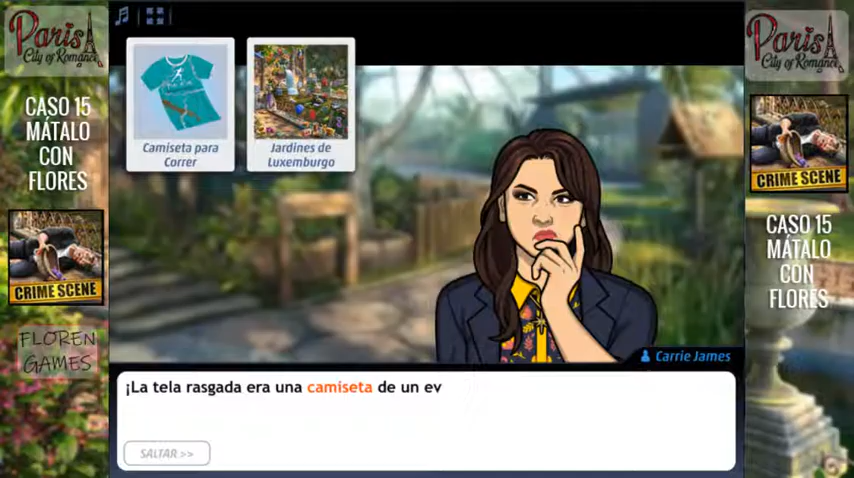 Paris
City of Romance
CASO 15
MÁTALO
CON
FLORES
CRIME SCENE
FLOREN
GAMES
Camiseta para
Correr
Jardines de
Luxemburgo
Carrie James
¡La tela rasgada era una camiseta de un ev
SALTAR >>
Paris
City of Romance
CRIME SCENE
CASO 15
MÁTALO
CON
FLORES